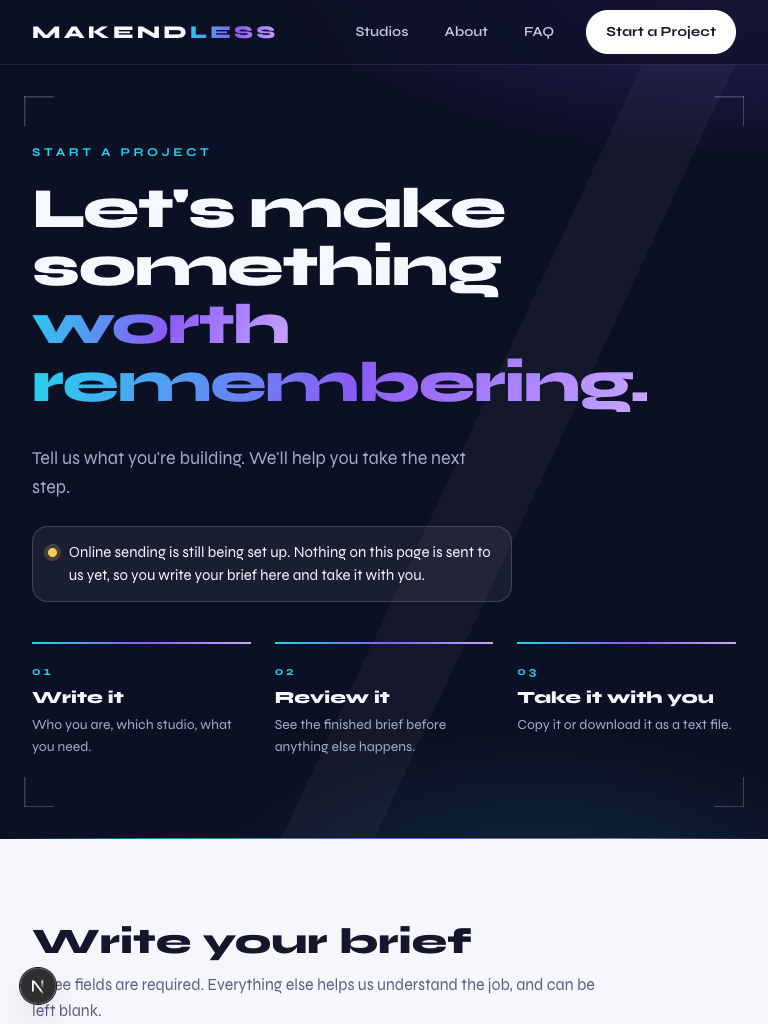 MAKENDLESS
Studios
About
FAQ
Start a Project
START A PROJECT
Let's make
something
worth
remembering.
Tell us what you're building. We'll help you take the next
step.
Online sending is still being set up. Nothing on this page is sent to
us yet, so you write your brief here and take it with you.
01
Write it
Who you are, which studio, what
you need.
02
Review it
See the finished brief before
anything else happens.
03
Take it with you
Copy it or download it as a text file.
Write your brief
fields are required. Everything else helps us understand the job, and can be
left blank.
N